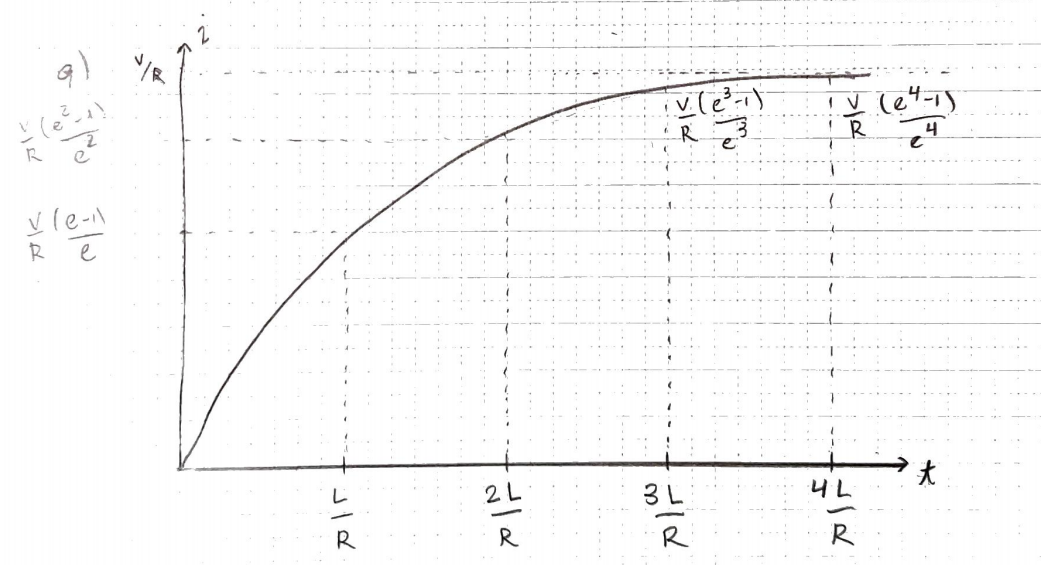 i
a)
V/R
V/R (e²-1)/e²
V/R (e-1)/e
V/R (e³-1)/e³
V/R (e⁴-1)/e⁴
t
L/R
2L/R
3L/R
4L/R